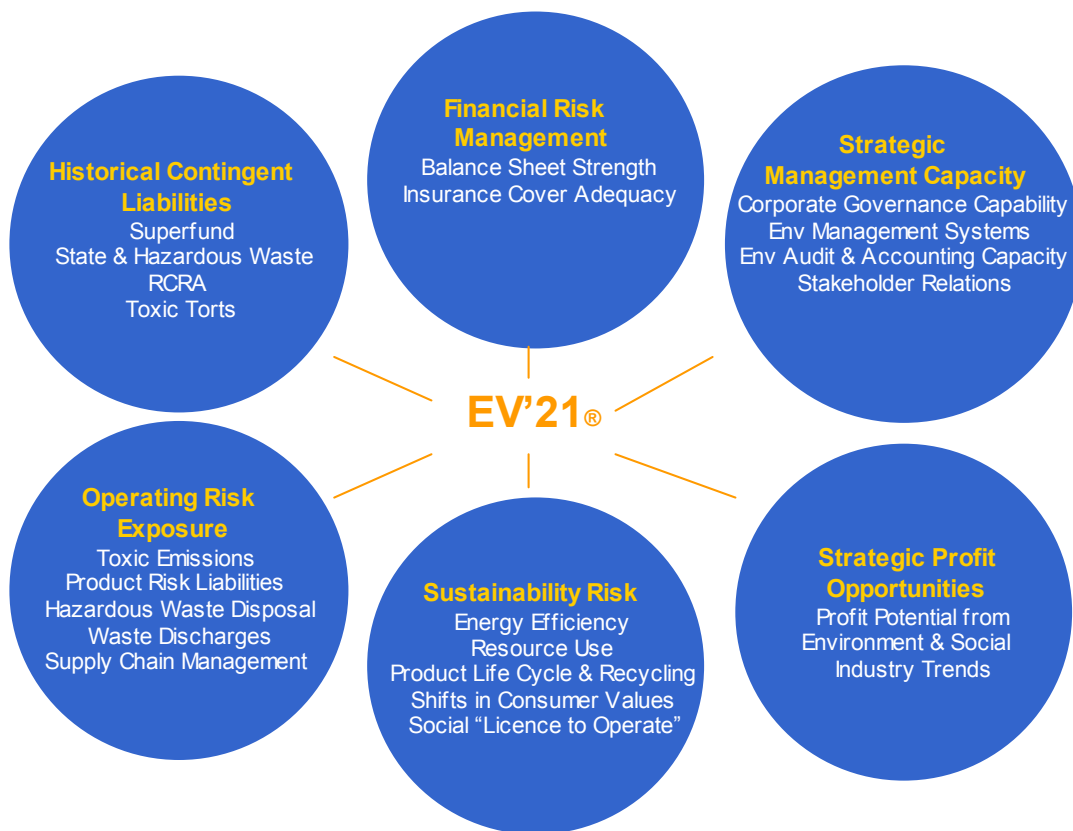 Financial Risk
Management
Balance Sheet Strength
Insurance Cover Adequacy
Historical Contingent
Liabilities
Superfund
State & Hazardous Waste
RCRA
Toxic Torts
Strategic
Management Capacity
Corporate Governance Capability
Env Management Systems
Env Audit & Accounting Capacity
Stakeholder Relations
EV’21®
Operating Risk
Exposure
Toxic Emissions
Product Risk Liabilities
Hazardous Waste Disposal
Waste Discharges
Supply Chain Management
Sustainability Risk
Energy Efficiency
Resource Use
Product Life Cycle & Recycling
Shifts in Consumer Values
Social “Licence to Operate”
Strategic Profit
Opportunities
Profit Potential from
Environment & Social
Industry Trends